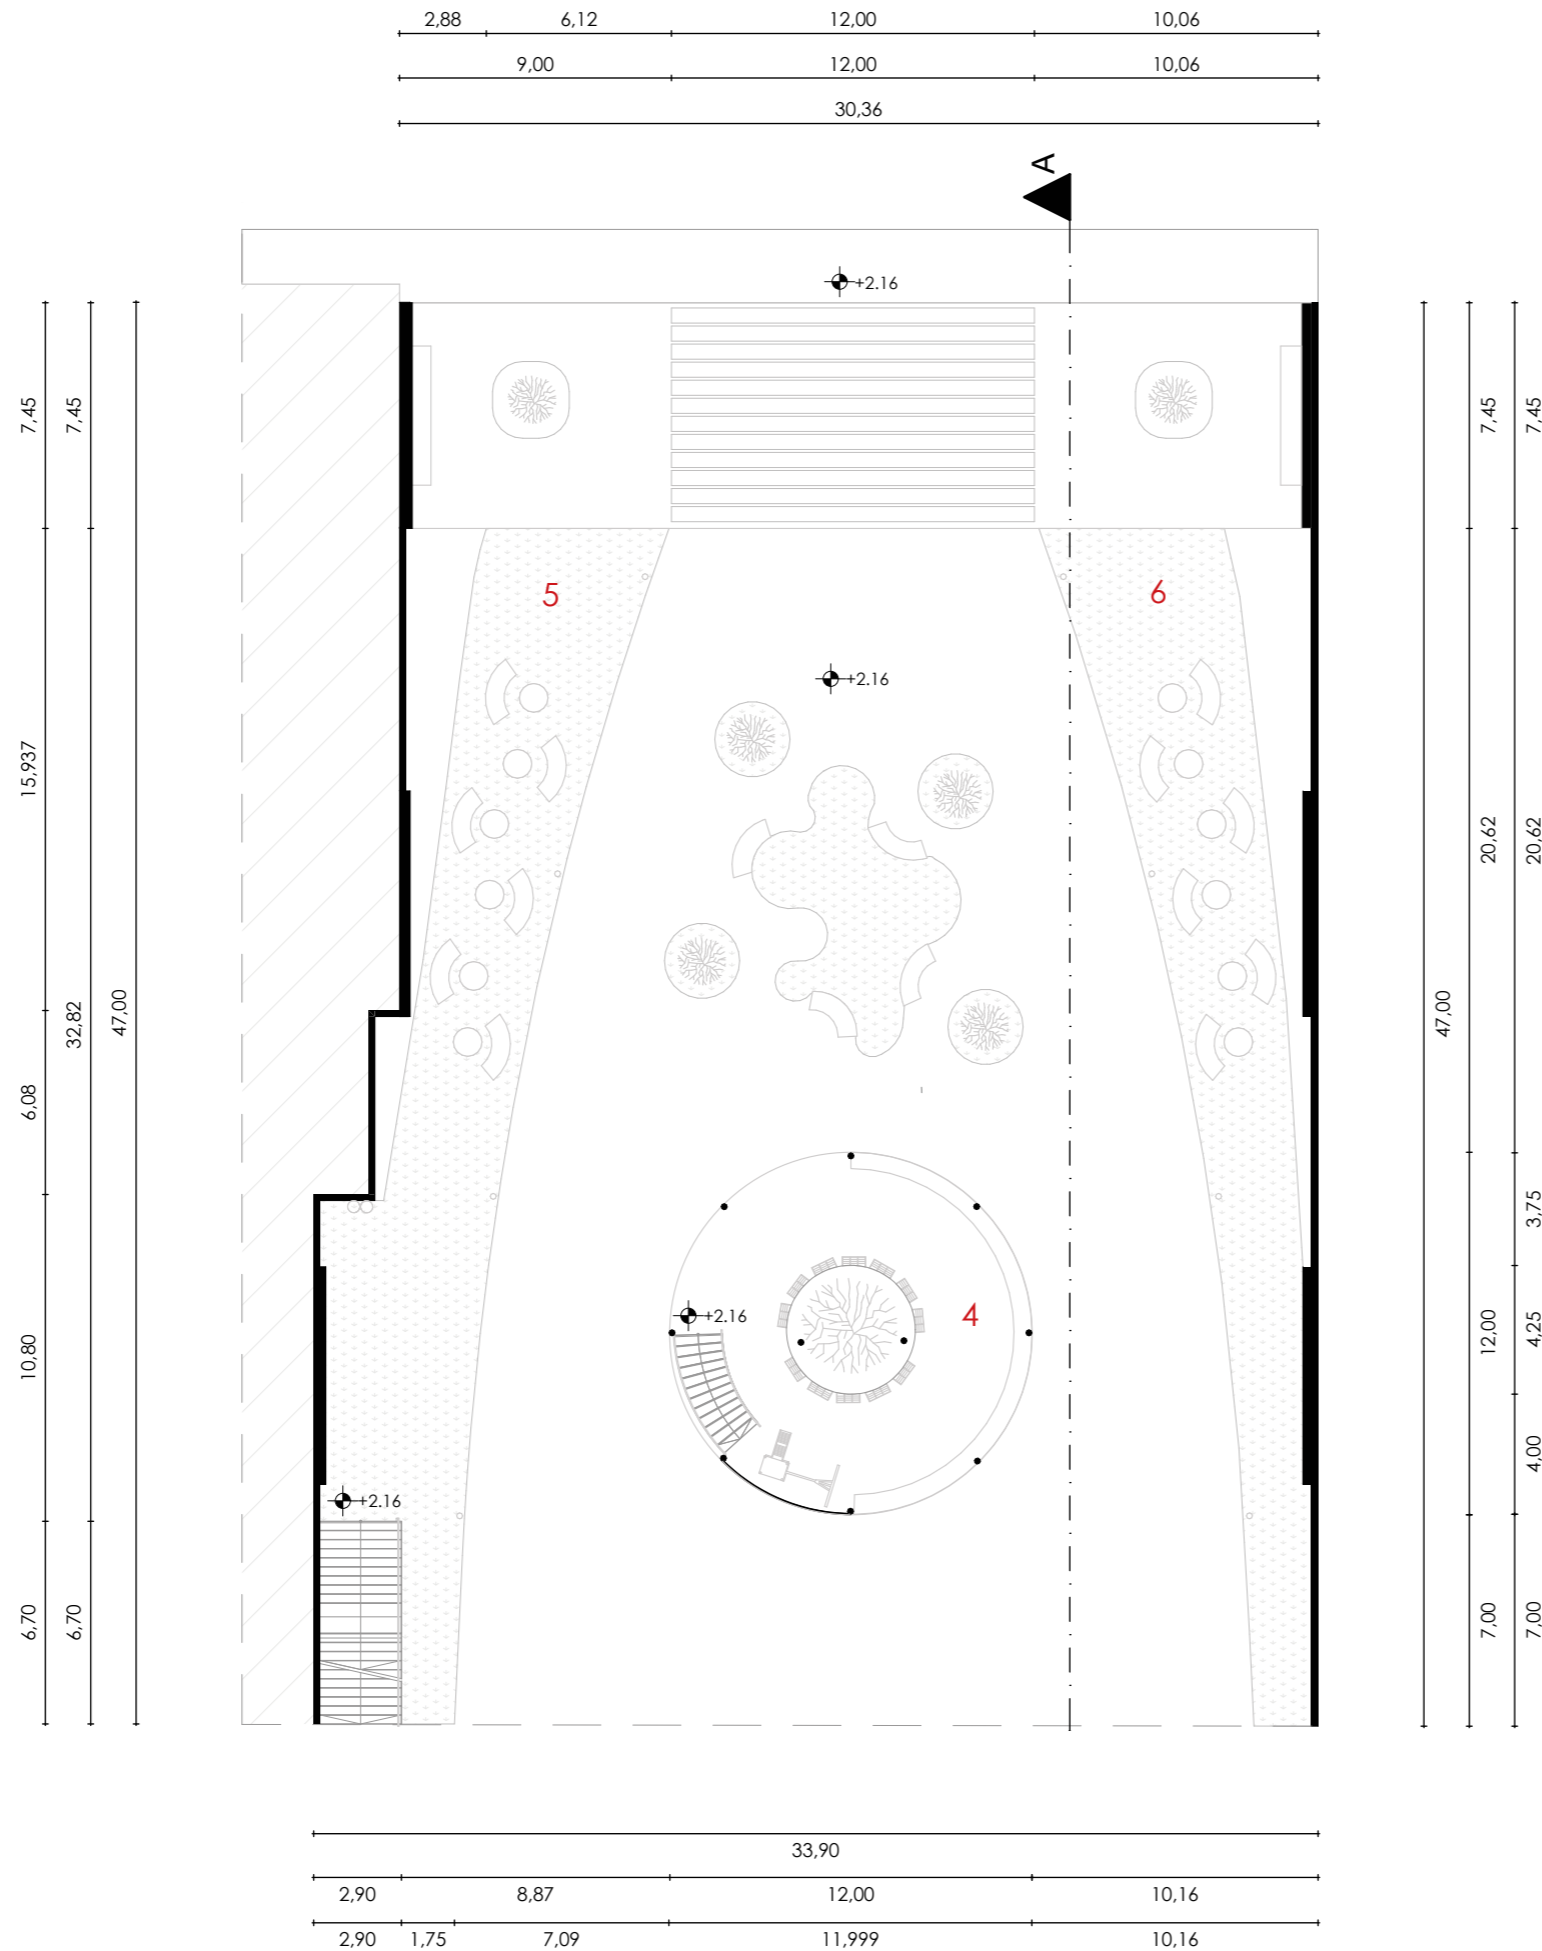 2,88 6,12 12,00 10,06
9,00 12,00 10,06
30,36
A
+2.16
7,45 7,45 7,45 7,45
5 6
+2.16
15,937 20,62 20,62
32,82 47,00 47,00
6,08 3,75
4
+2.16
10,80 12,00 4,25
4,00
+2.16
6,70 6,70 7,00 7,00
33,90
2,90 8,87 12,00 10,16
2,90 1,75 7,09 11,999 10,16